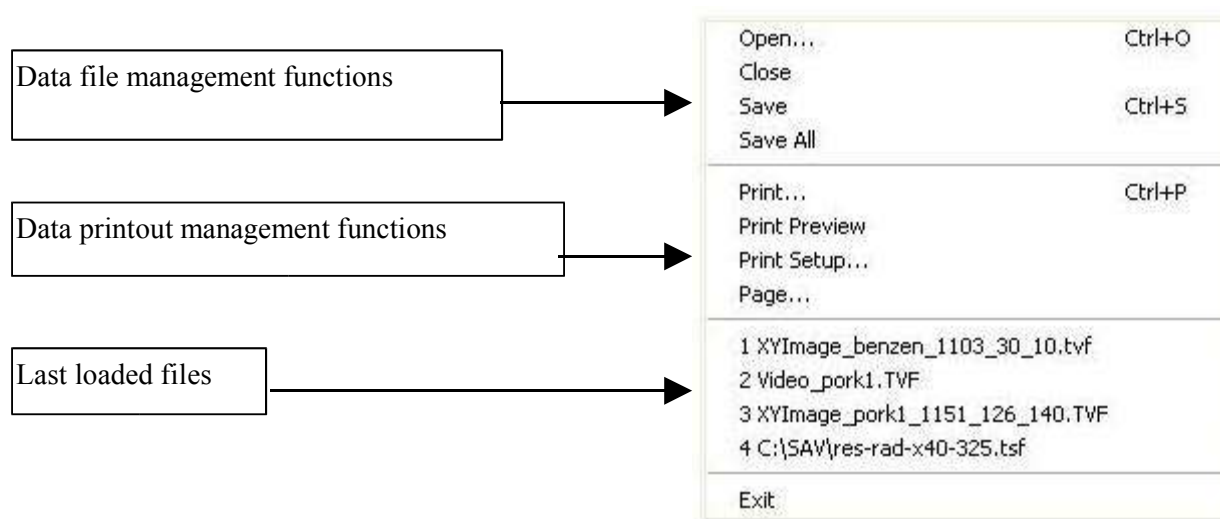 Data file management functions
Open... Ctrl+O
Close
Save Ctrl+S
Save All
Data printout management functions
Print... Ctrl+P
Print Preview
Print Setup...
Page...
Last loaded files
1 XYImage_benzen_1103_30_10.tvf
2 Video_pork1.TVF
3 XYImage_pork1_1151_126_140.TVF
4 C:\SAV\res-rad-x40-325.tsf
Exit